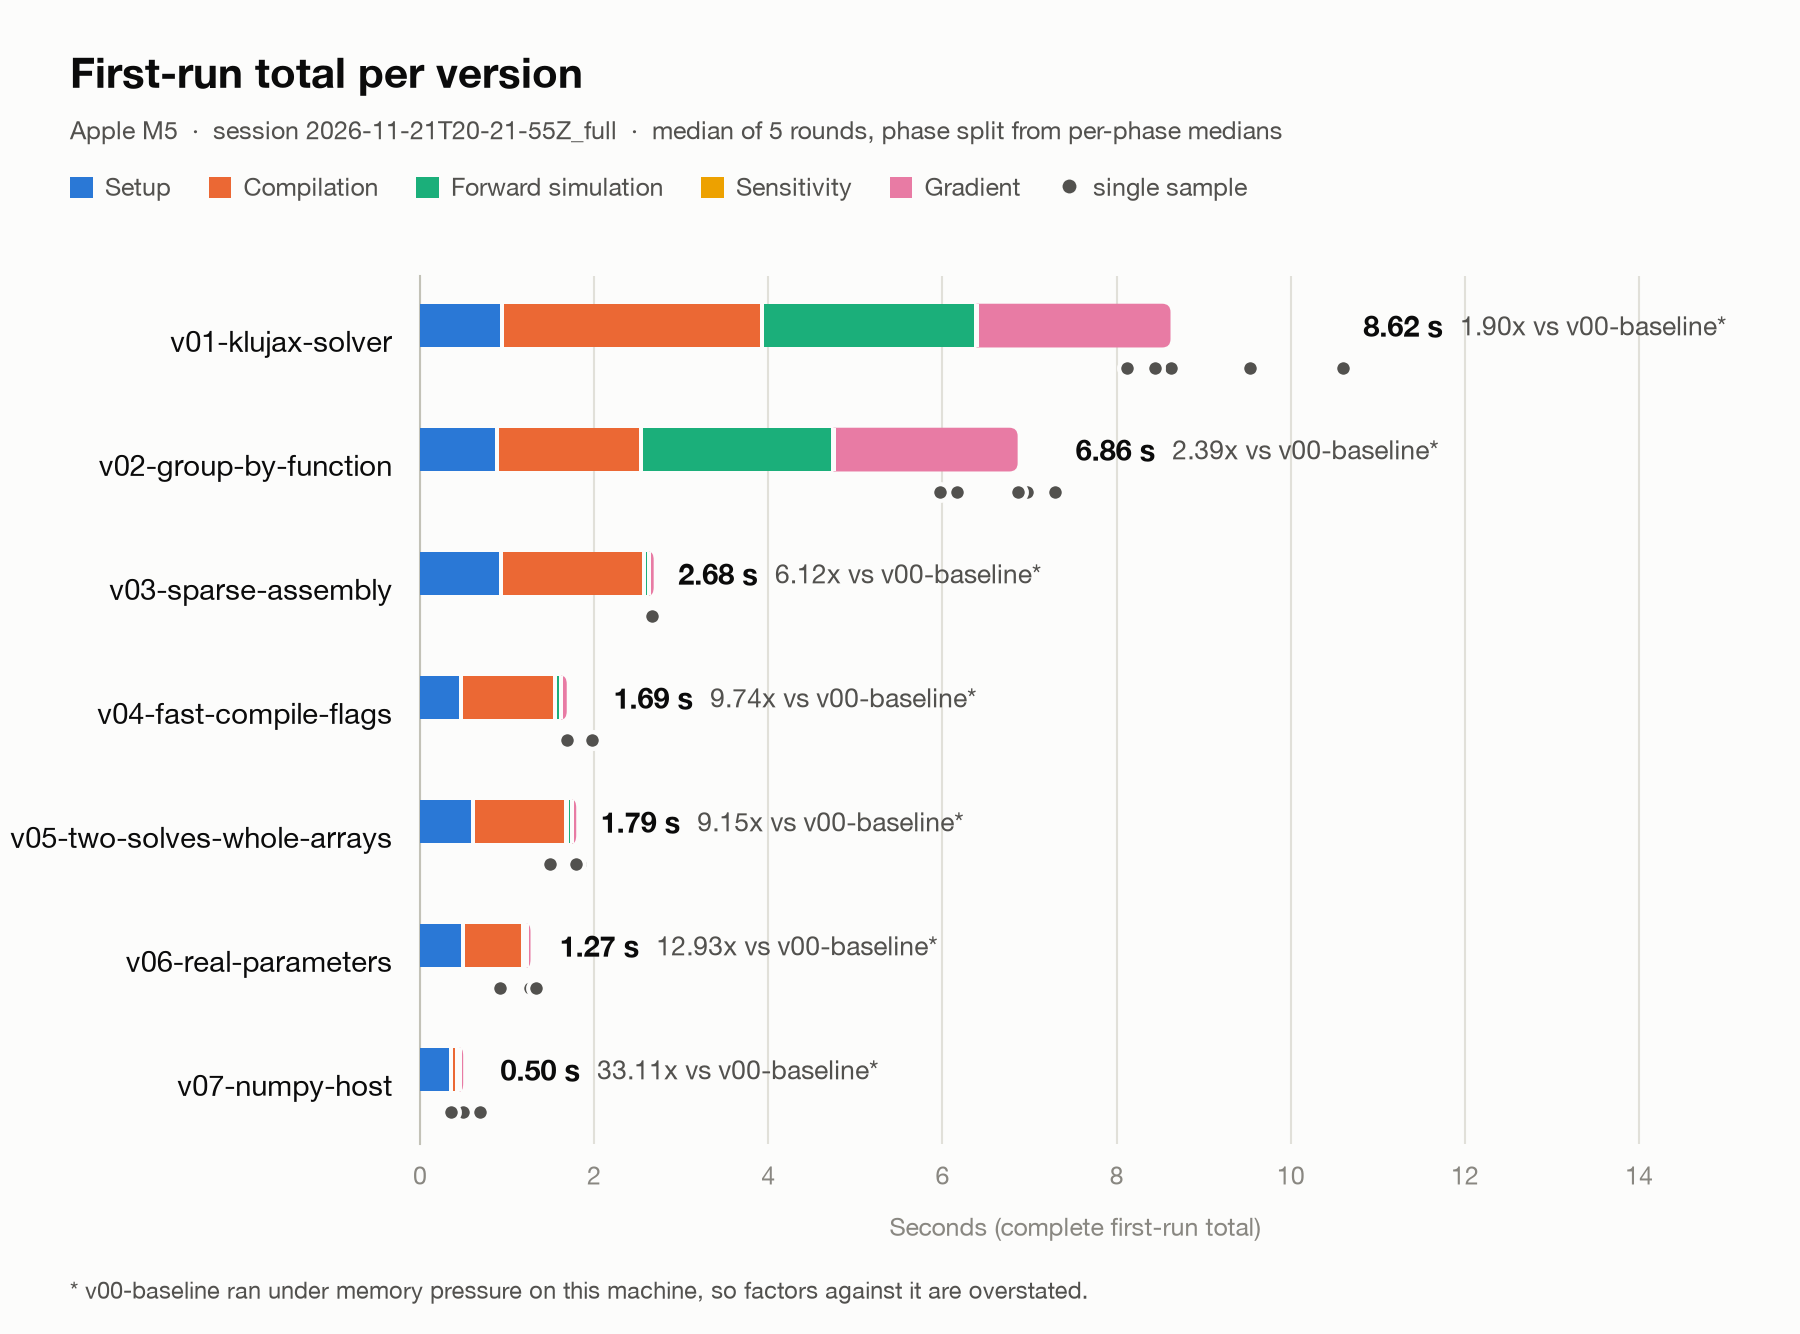 First-run total per version
Apple M5 · session 2026-11-21T20-21-55Z_full · median of 5 rounds, phase split from per-phase medians
Setup Compilation Forward simulation Sensitivity Gradient single sample
v01-klujax-solver 8.62 s 1.90x vs v00-baseline*
v02-group-by-function 6.86 s 2.39x vs v00-baseline*
v03-sparse-assembly 2.68 s 6.12x vs v00-baseline*
v04-fast-compile-flags 1.69 s 9.74x vs v00-baseline*
v05-two-solves-whole-arrays 1.79 s 9.15x vs v00-baseline*
v06-real-parameters 1.27 s 12.93x vs v00-baseline*
v07-numpy-host 0.50 s 33.11x vs v00-baseline*
0 2 4 6 8 10 12 14
Seconds (complete first-run total)
* v00-baseline ran under memory pressure on this machine, so factors against it are overstated.